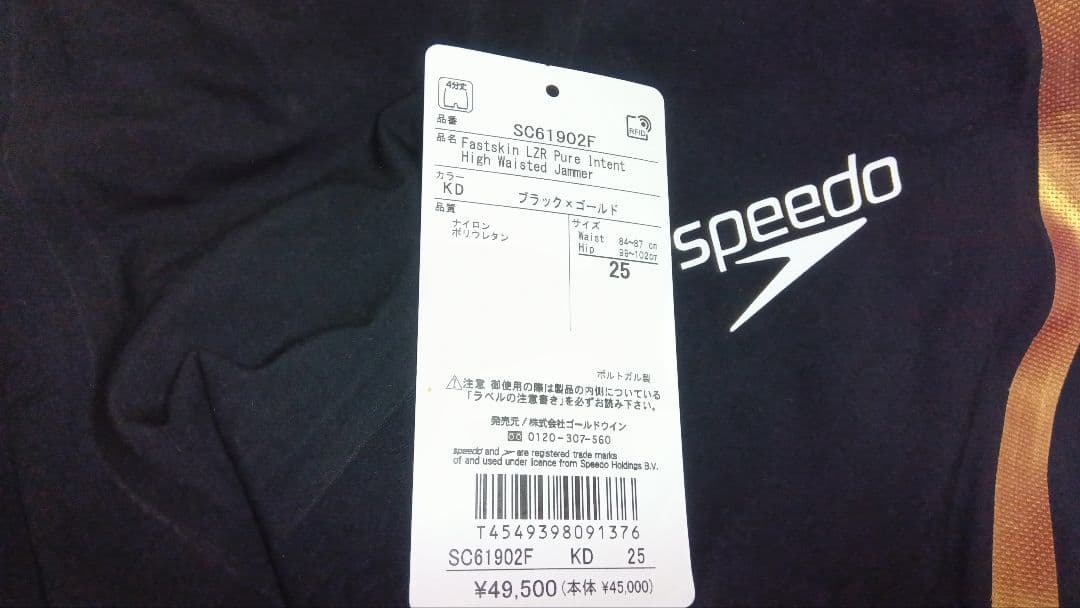 4分丈
RFID
品番 SC61902F
品名 Fastskin LZR Pure Intent
High Waisted Jammer
カラー
KD ブラック×ゴールド
品質
ナイロン
ポリウレタン
サイズ
Waist 84~87 cm
Hip 99~102cm
25
speedo
ポルトガル製
⚠注意 御使用の際は製品の内側についている
「ラベルの注意書き」を必ずお読み下さい。
発売元/株式会社ゴールドウイン
0120-307-560
speedo and are registered trade marks
of and used under licence from Speedo Holdings B.V.
T4549398091376
SC61902F KD 25
¥49,500(本体 ¥45,000)